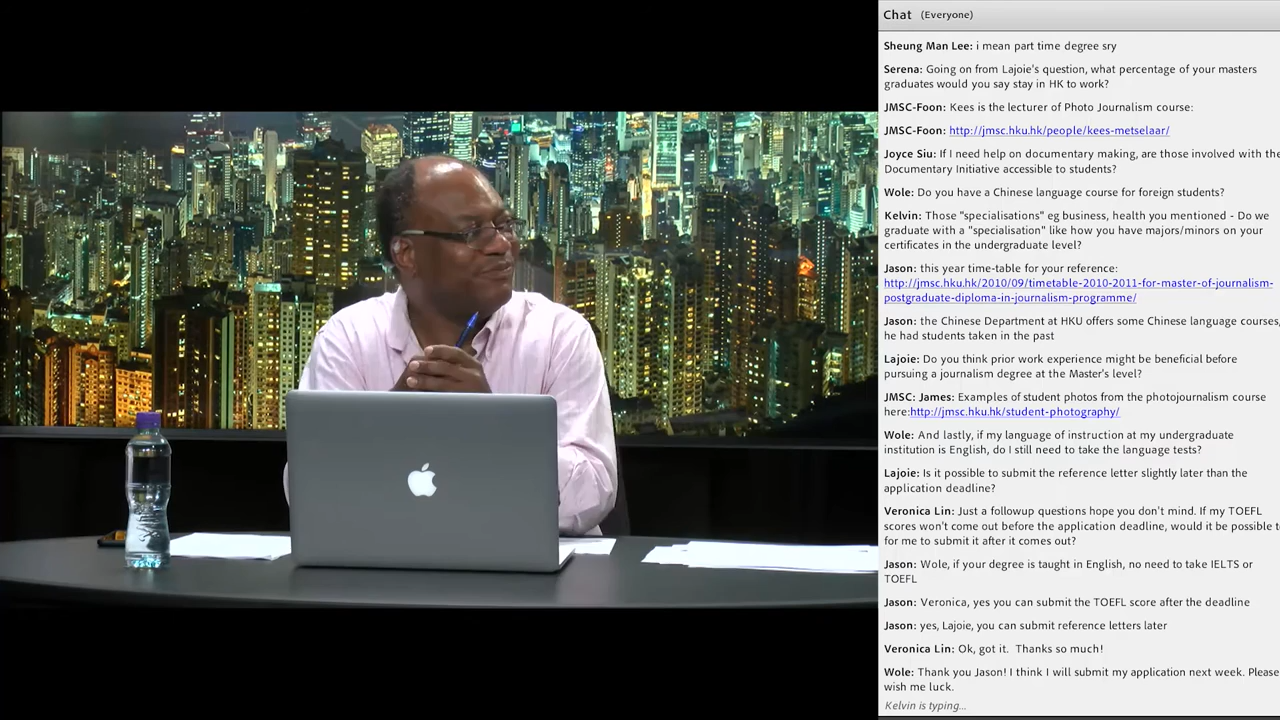 Chat (Everyone)
Sheung Man Lee: i mean part time degree sry
Serena: Going on from Lajoie's question, what percentage of your masters
graduates would you say stay in HK to work?
JMSC-Foon: Kees is the lecturer of Photo Journalism course:
JMSC-Foon: http://jmsc.hku.hk/people/kees-metselaar/
Joyce Siu: If I need help on documentary making, are those involved with the
Documentary Initiative accessible to students?
Wole: Do you have a Chinese language course for foreign students?
Kelvin: Those "specialisations" eg business, health you mentioned - Do we
graduate with a "specialisation" like how you have majors/minors on your
certificates in the undergraduate level?
Jason: this year time-table for your reference:
http://jmsc.hku.hk/2010/09/timetable-2010-2011-for-master-of-journalism-
postgraduate-diploma-in-journalism-programme/
Jason: the Chinese Department at HKU offers some Chinese language courses,
he had students taken in the past
Lajoie: Do you think prior work experience might be beneficial before
pursuing a journalism degree at the Master's level?
JMSC: James: Examples of student photos from the photojournalism course
here:http://jmsc.hku.hk/student-photography/
Wole: And lastly, if my language of instruction at my undergraduate
institution is English, do I still need to take the language tests?
Lajoie: Is it possible to submit the reference letter slightly later than the
application deadline?
Veronica Lin: Just a followup questions hope you don't mind. If my TOEFL
scores won't come out before the application deadline, would it be possible t
for me to submit it after it comes out?
Jason: Wole, if your degree is taught in English, no need to take IELTS or
TOEFL
Jason: Veronica, yes you can submit the TOEFL score after the deadline
Jason: yes, Lajoie, you can submit reference letters later
Veronica Lin: Ok, got it. Thanks so much!
Wole: Thank you Jason! I think I will submit my application next week. Please
wish me luck.
Kelvin is typing...